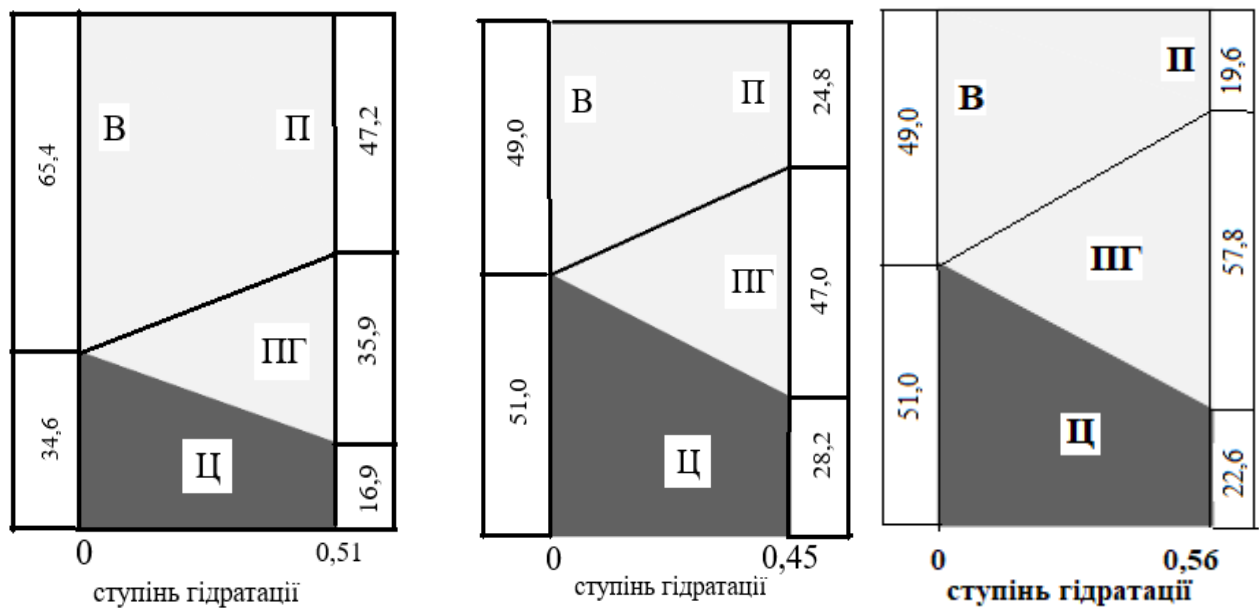 65,4
34,6
В
П
ПГ
Ц
47,2
35,9
16,9
0
0,51
ступінь гідратації
49,0
51,0
В
П
ПГ
Ц
24,8
47,0
28,2
0
0,45
ступінь гідратації
49,0
51,0
В
П
ПГ
Ц
19,6
57,8
22,6
0
0,56
ступінь гідратації